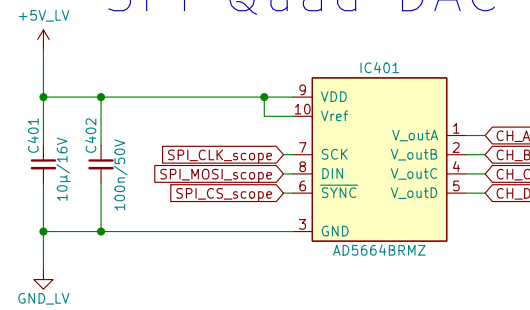 SPI Quad DAC
+5V_LV
IC401
9 VDD
10 Vref
C401
10µ/16V
C402
100n/50V
V_outA 1 CH_A
SPI_CLK_scope 7 SCK
V_outB 2 CH_B
SPI_MOSI_scope 8 DIN
V_outC 4 CH_C
SPI_CS_scope 6 SYNC
V_outD 5 CH_D
3 GND
AD5664BRMZ
GND_LV